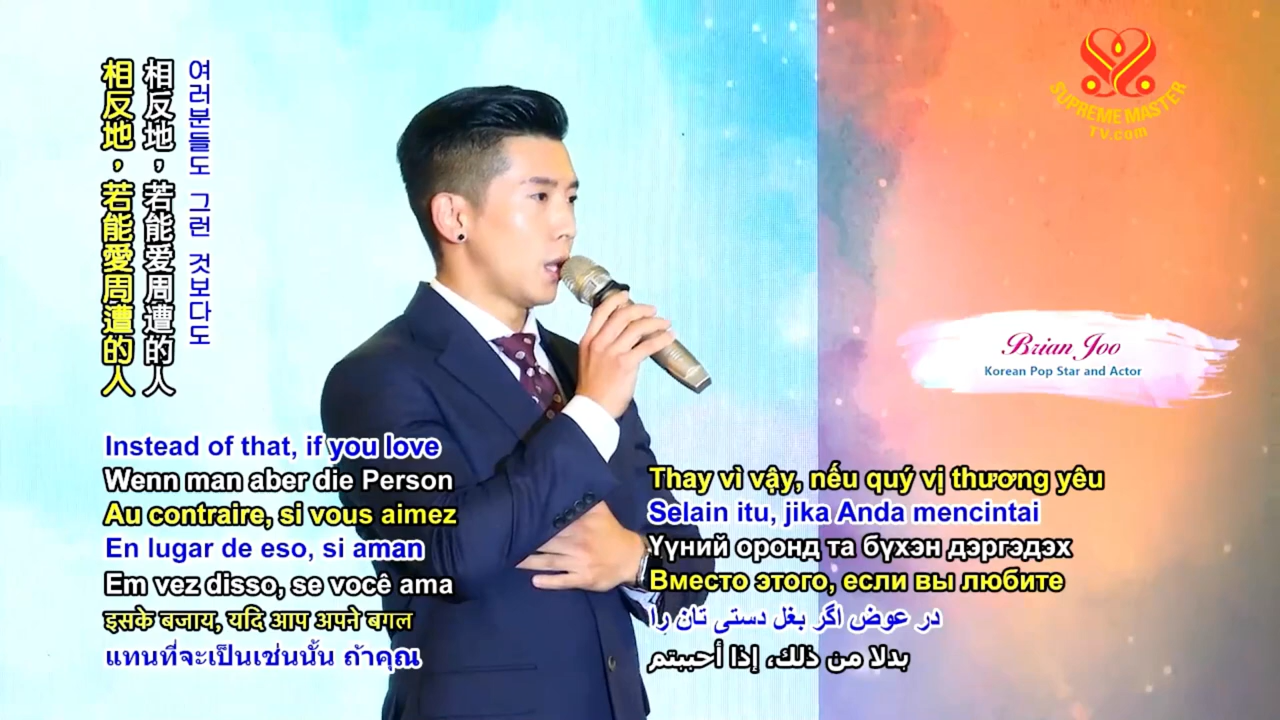 相反地，若能愛周遭的人
相反地，若能爱周遭的人
여러분들도 그런 것보다도
SUPREME MASTER
TV.com
Brian Joo
Korean Pop Star and Actor
Instead of that, if you love
Wenn man aber die Person
Au contraire, si vous aimez
En lugar de eso, si aman
Em vez disso, se você ama
इसके बजाय, यदि आप अपने बगल
แทนที่จะเป็นเช่นนั้น ถ้าคุณ
Thay vì vậy, nếu quý vị thương yêu
Selain itu, jika Anda mencintai
Үүний оронд та бүхэн дэргэдэх
Вместо этого, если вы любите
در عوض اگر بغل دستی تان را
بدلا من ذلك، إذا أحببتم